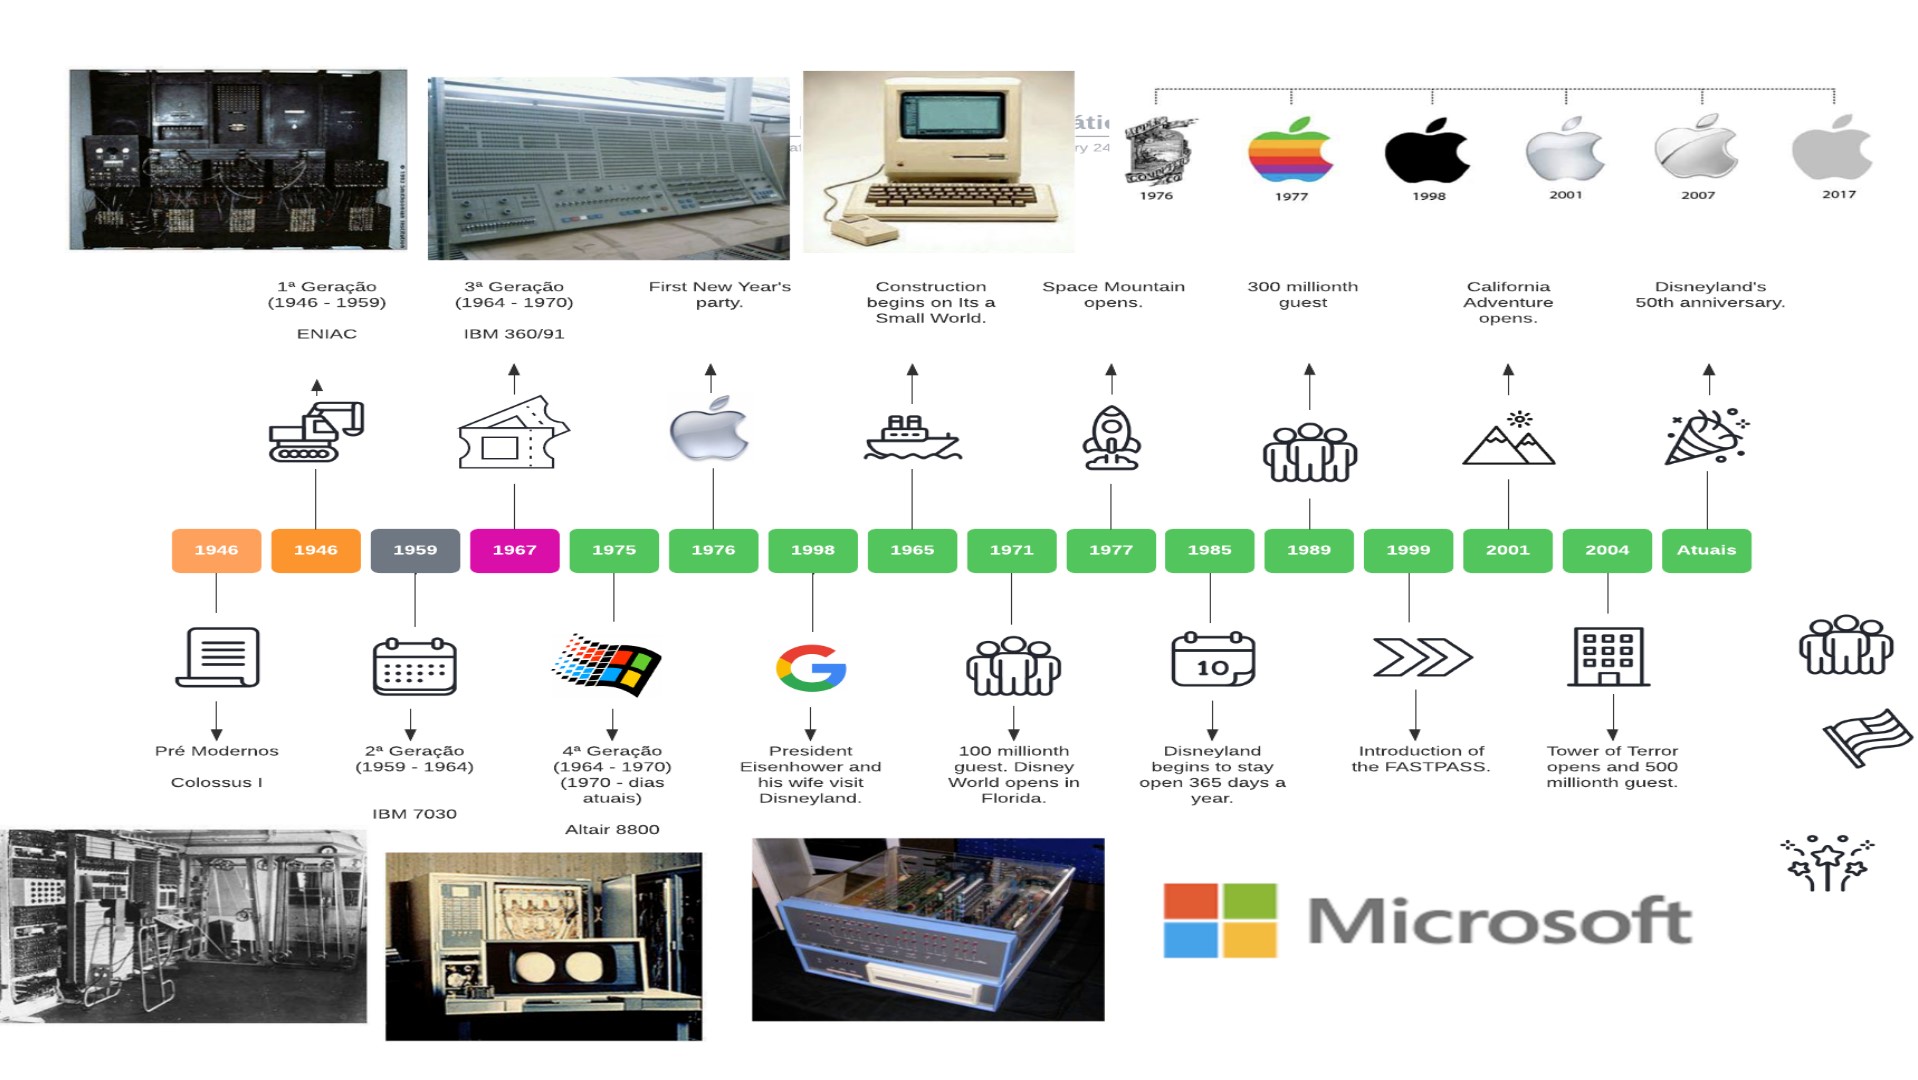 áti
ry 24
1976
1977
1998
2001
2007
2017
1ª Geração
(1946 - 1959)
ENIAC
3ª Geração
(1964 - 1970)
IBM 360/91
First New Year's
party.
Construction
begins on Its a
Small World.
Space Mountain
opens.
300 millionth
guest
California
Adventure
opens.
Disneyland's
50th anniversary.
1946
1946
1959
1967
1975
1976
1998
1965
1971
1977
1985
1989
1999
2001
2004
Atuais
10
Pré Modernos
Colossus I
2ª Geração
(1959 - 1964)
IBM 7030
4ª Geração
(1964 - 1970)
(1970 - dias
atuais)
Altair 8800
President
Eisenhower and
his wife visit
Disneyland.
100 millionth
guest. Disney
World opens in
Florida.
Disneyland
begins to stay
open 365 days a
year.
Introduction of
the FASTPASS.
Tower of Terror
opens and 500
millionth guest.
Microsoft